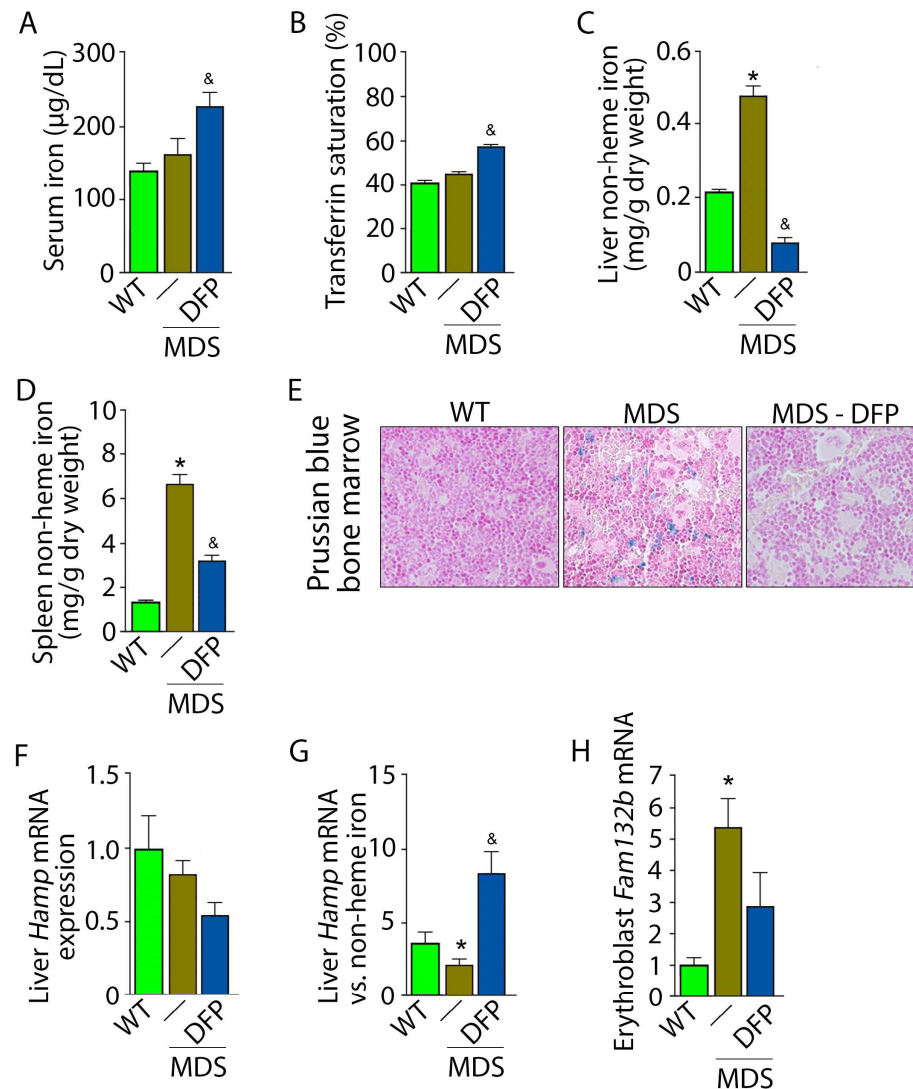 A
Serum iron (µg/dL)
300
200
100
0
&
WT
—
DFP
MDS
B
Transferrin saturation (%)
100
80
60
40
20
0
&
WT
—
DFP
MDS
C
Liver non-heme iron
(mg/g dry weight)
0.6
0.4
0.2
0
*
&
WT
—
DFP
MDS
D
Spleen non-heme iron
(mg/g dry weight)
10
8
6
4
2
0
*
&
WT
—
DFP
MDS
E
Prussian blue
bone marrow
WT
MDS
MDS - DFP
F
Liver Hamp mRNA
expression
1.5
1.0
0.5
0
WT
—
DFP
MDS
G
Liver Hamp mRNA
vs. non-heme iron
15
10
5
0
*
&
WT
—
DFP
MDS
H
Erythroblast Fam132b mRNA
7
6
5
4
3
2
1
0
*
WT
—
DFP
MDS